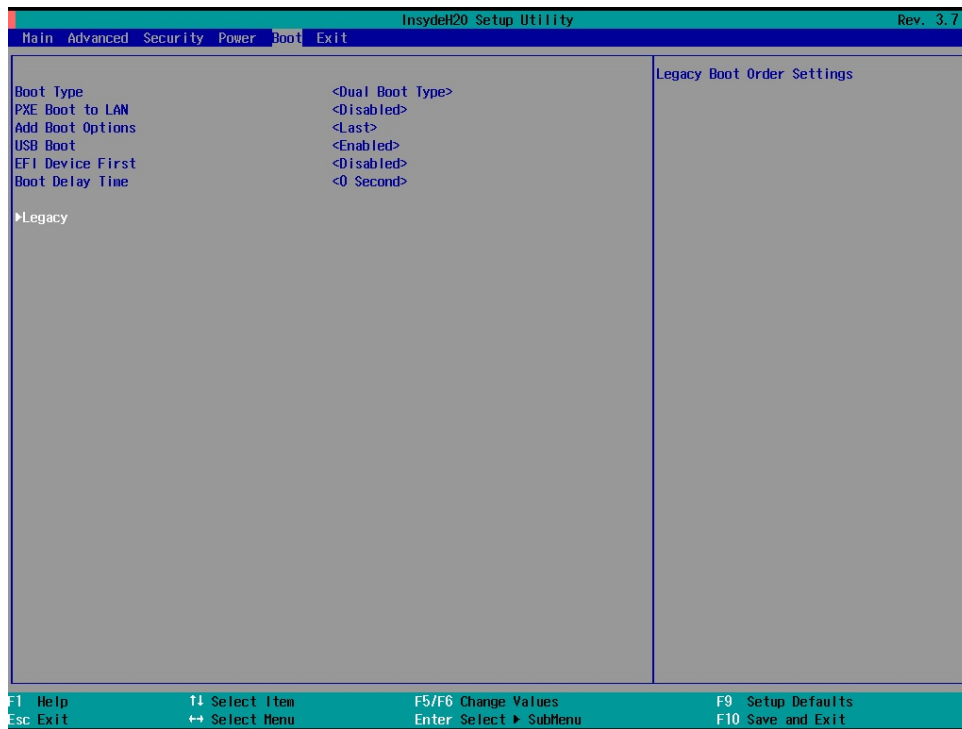 InsydeH20 Setup Utility Rev. 3.7
Main Advanced Security Power Boot Exit
Legacy Boot Order Settings
Boot Type <Dual Boot Type>
PXE Boot to LAN <Disabled>
Add Boot Options <Last>
USB Boot <Enabled>
EFI Device First <Disabled>
Boot Delay Time <0 Second>
▶Legacy
F1 Help ↑↓ Select Item F5/F6 Change Values F9 Setup Defaults
Esc Exit ↔ Select Menu Enter Select ▶ SubMenu F10 Save and Exit